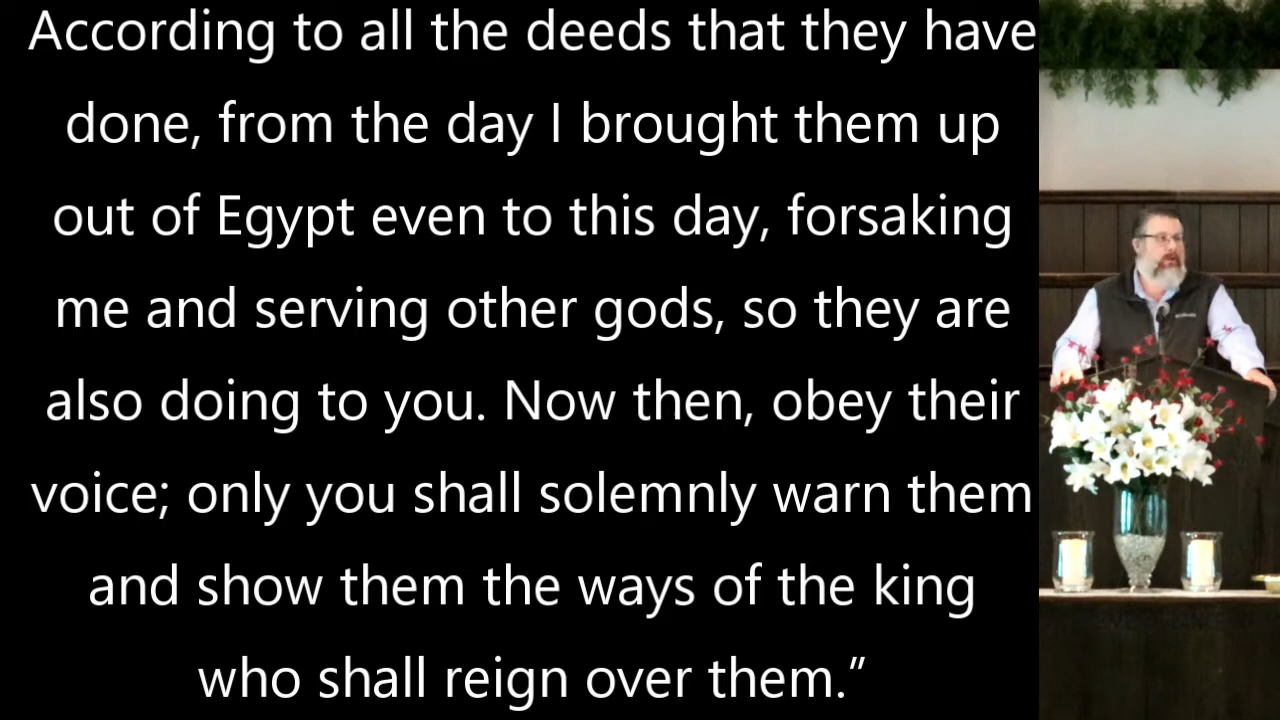 According to all the deeds that they have
done, from the day I brought them up
out of Egypt even to this day, forsaking
me and serving other gods, so they are
also doing to you. Now then, obey their
voice; only you shall solemnly warn them
and show them the ways of the king
who shall reign over them.”